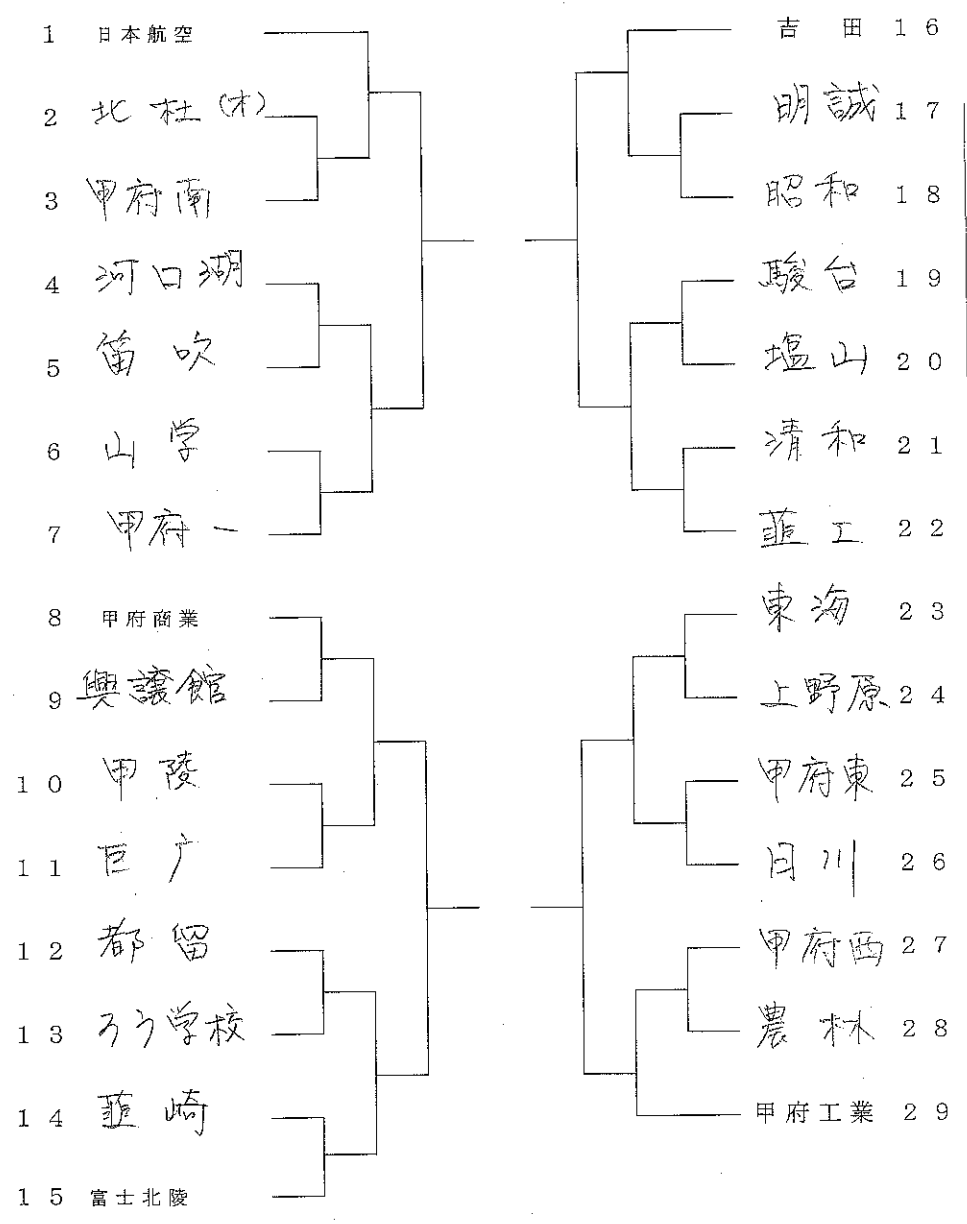 1 日本航空
2 北杜(木)
3 甲府南
4 河口湖
5 笛吹
6 山学
7 甲府一
8 甲府商業
9 興譲館
10 甲陵
11 巨广
12 都留
13 ろう学校
14 韮崎
15 富士北陵
吉田 16
明誠 17
昭和 18
駿台 19
塩山 20
清和 21
韮工 22
東海 23
上野原 24
甲府東 25
日川 26
甲府西 27
農林 28
甲府工業 29